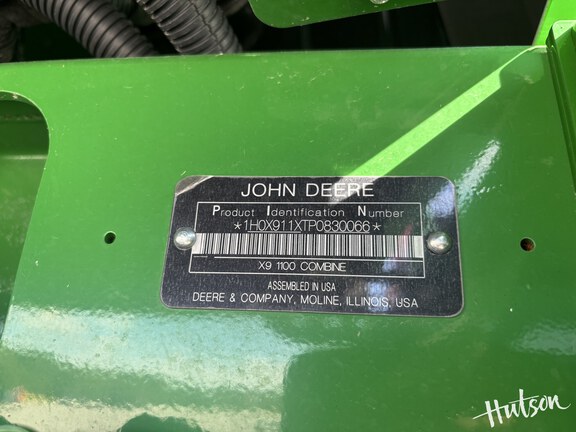 JOHN DEERE
Product Identification Number
*1H0X911XTP0830066*
X9 1100 COMBINE
ASSEMBLED IN USA
DEERE & COMPANY, MOLINE, ILLINOIS, USA
Hutson